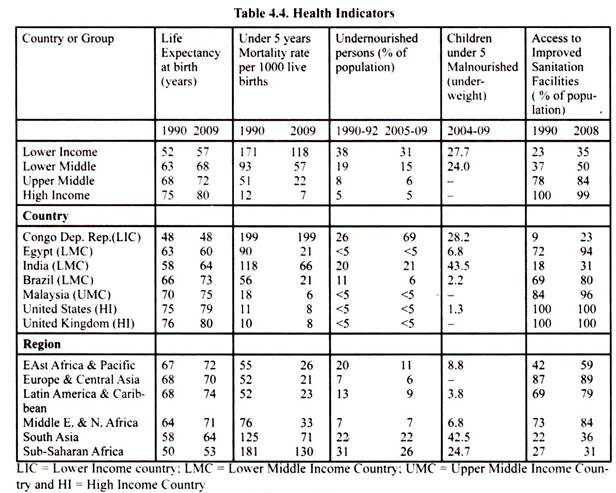 Table 4.4. Health Indicators
Country or Group | Life Expectancy at birth (years) | Under 5 years Mortality rate per 1000 live births | Undernourished persons (% of population) | Children under 5 Malnourished (under-weight) | Access to Improved Sanitation Facilities ( % of popu-lation)
1990 2009 | 1990 2009 | 1990-92 2005-09 | 2004-09 | 1990 2008
Lower Income 52 57 171 118 38 31 27.7 23 35
Lower Middle 63 68 93 57 19 15 24.0 37 50
Upper Middle 68 72 51 22 8 6 – 78 84
High Income 75 80 12 7 5 5 – 100 99
Country
Congo Dep. Rep.(LIC) 48 48 199 199 26 69 28.2 9 23
Egypt (LMC) 63 60 90 21 <5 <5 6.8 72 94
India (LMC) 58 64 118 66 20 21 43.5 18 31
Brazil (LMC) 66 73 56 21 11 6 2.2 69 80
Malaysia (UMC) 70 75 18 6 <5 <5 – 84 96
United States (HI) 75 79 11 8 <5 <5 1.3 100 100
United Kingdom (HI) 76 80 10 8 <5 <5 – 100 100
Region
EAst Africa & Pacific 67 72 55 26 20 11 8.8 42 59
Europe & Central Asia 68 70 52 21 7 6 – 87 89
Latin America & Carib- 68 74 52 23 13 9 3.8 69 79
bean
Middle E. & N. Africa 64 71 76 33 7 7 6.8 73 84
South Asia 58 64 125 71 22 22 42.5 22 36
Sub-Saharan Africa 50 53 181 130 31 26 24.7 27 31
LIC = Lower Income country; LMC = Lower Middle Income Country; UMC = Upper Middle Income Coun-
try and HI = High Income Country